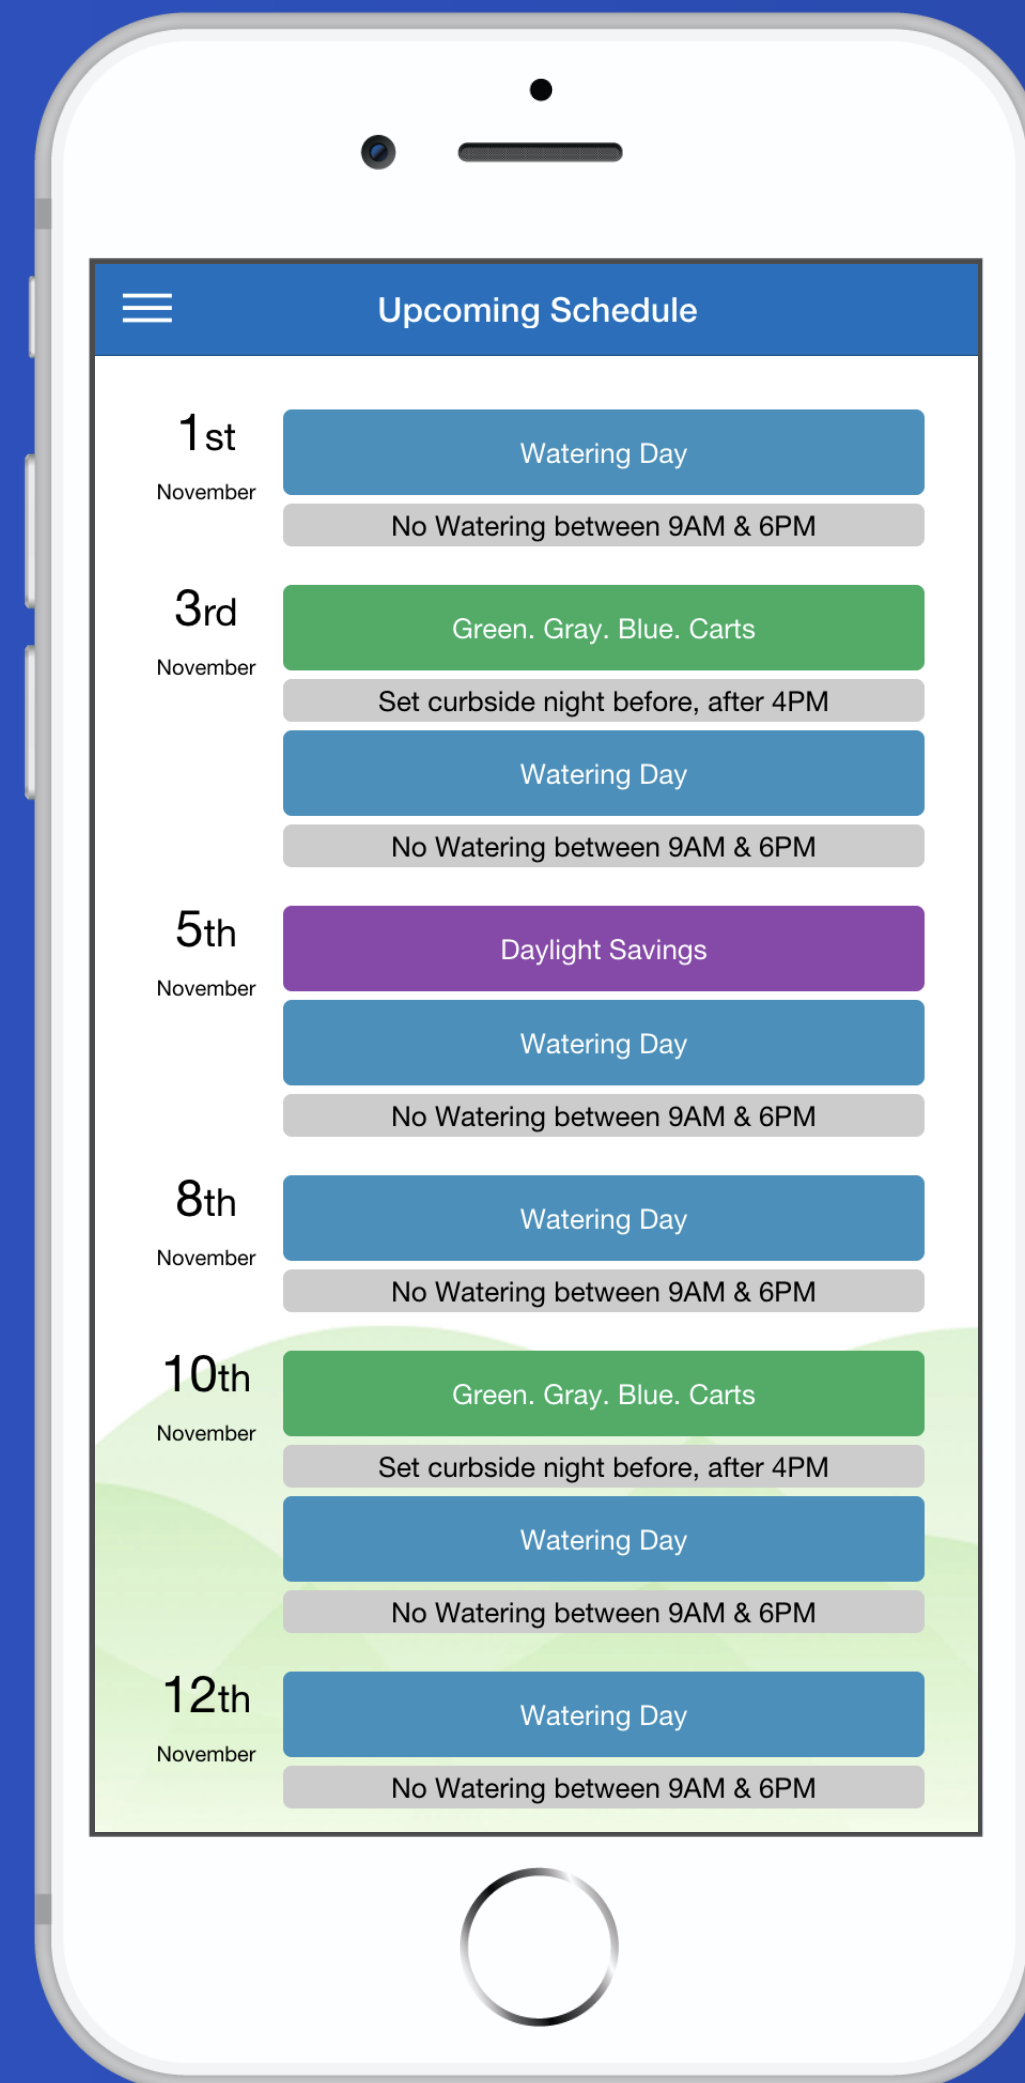 Upcoming Schedule
1st
November
Watering Day
No Watering between 9AM & 6PM
3rd
November
Green. Gray. Blue. Carts
Set curbside night before, after 4PM
Watering Day
No Watering between 9AM & 6PM
5th
November
Daylight Savings
Watering Day
No Watering between 9AM & 6PM
8th
November
Watering Day
No Watering between 9AM & 6PM
10th
November
Green. Gray. Blue. Carts
Set curbside night before, after 4PM
Watering Day
No Watering between 9AM & 6PM
12th
November
Watering Day
No Watering between 9AM & 6PM